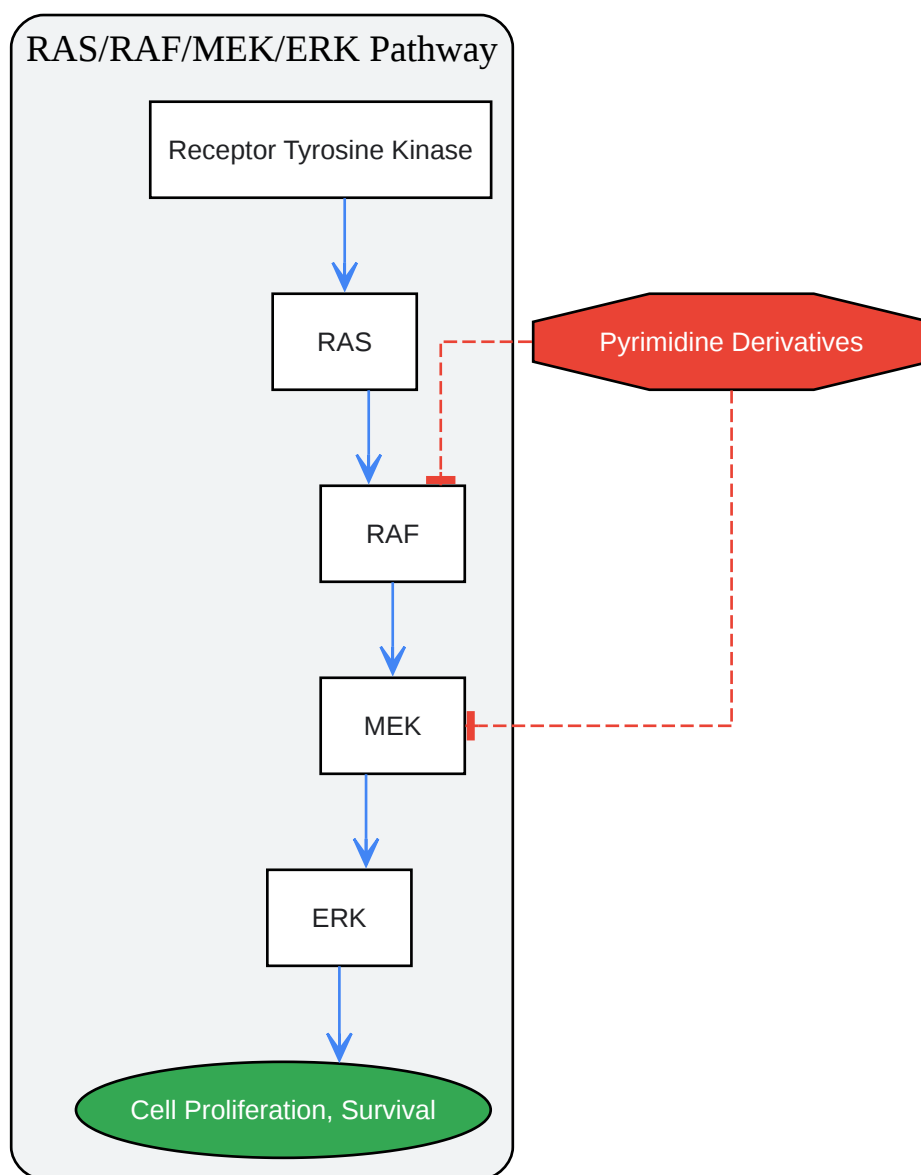 RAS/RAF/MEK/ERK Pathway
Receptor Tyrosine Kinase
RAS
Pyrimidine Derivatives
RAF
MEK
ERK
Cell Proliferation, Survival